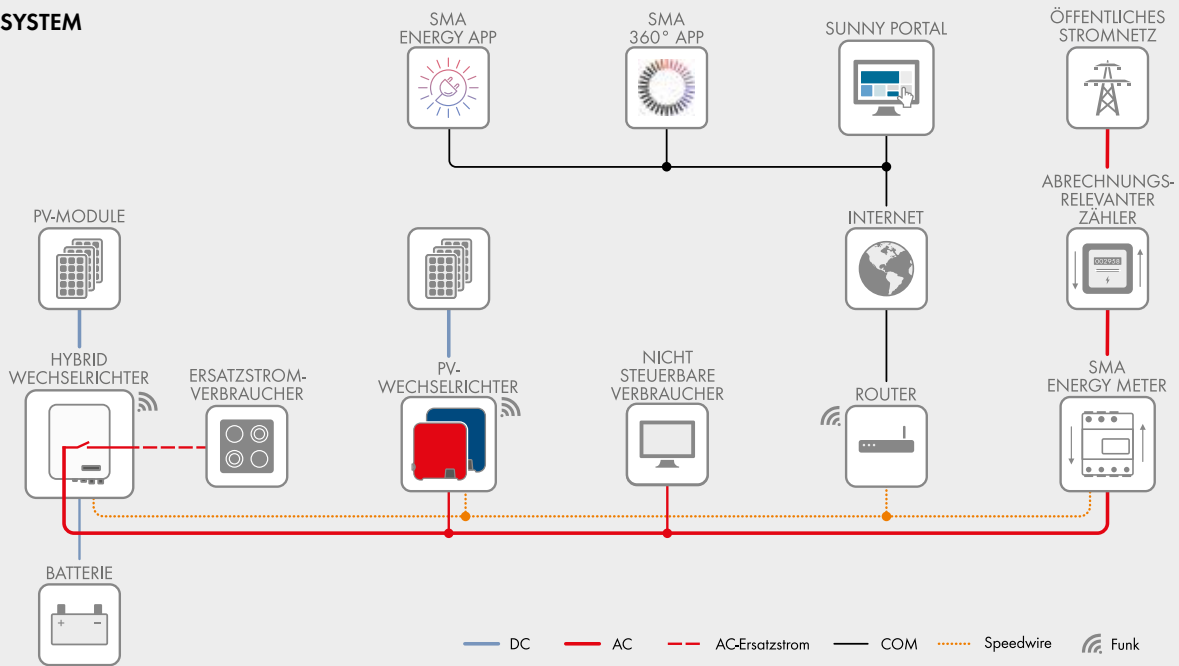 SYSTEM
SMA
ENERGY APP
SMA
360° APP
SUNNY PORTAL
ÖFFENTLICHES
STROMNETZ
PV-MODULE
INTERNET
ABRECHNUNGS-
RELEVANTER
ZÄHLER
002958
HYBRID
WECHSELRICHTER
ERSATZSTROM-
VERBRAUCHER
PV-
WECHSELRICHTER
NICHT
STEUERBARE
VERBRAUCHER
ROUTER
SMA
ENERGY METER
BATTERIE
+ −
DC
AC
AC-Ersatzstrom
COM
Speedwire
Funk